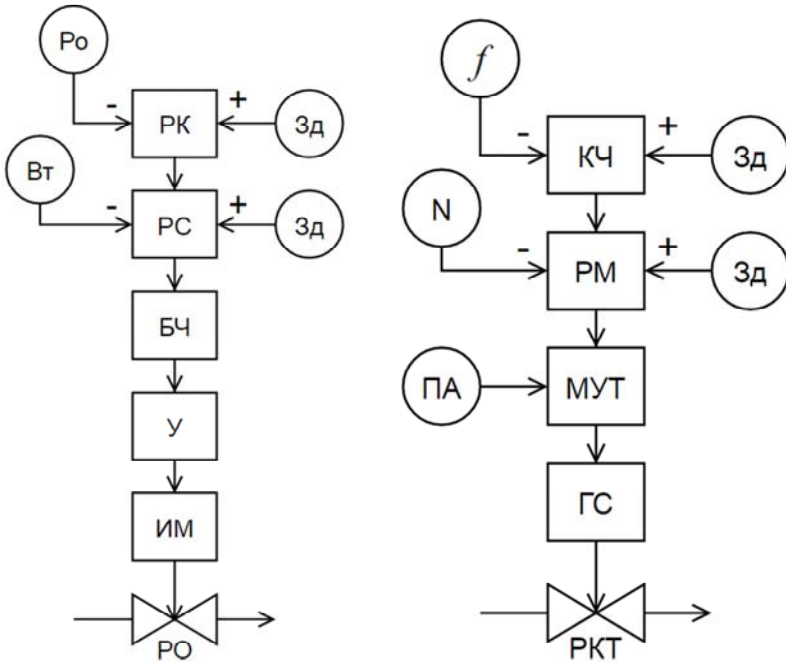 Ро
-
РК
+
Зд
Вт
-
РС
+
Зд
БЧ
У
ИМ
РО
f
-
КЧ
+
Зд
N
-
РМ
+
Зд
ПА
МУТ
ГС
РКТ